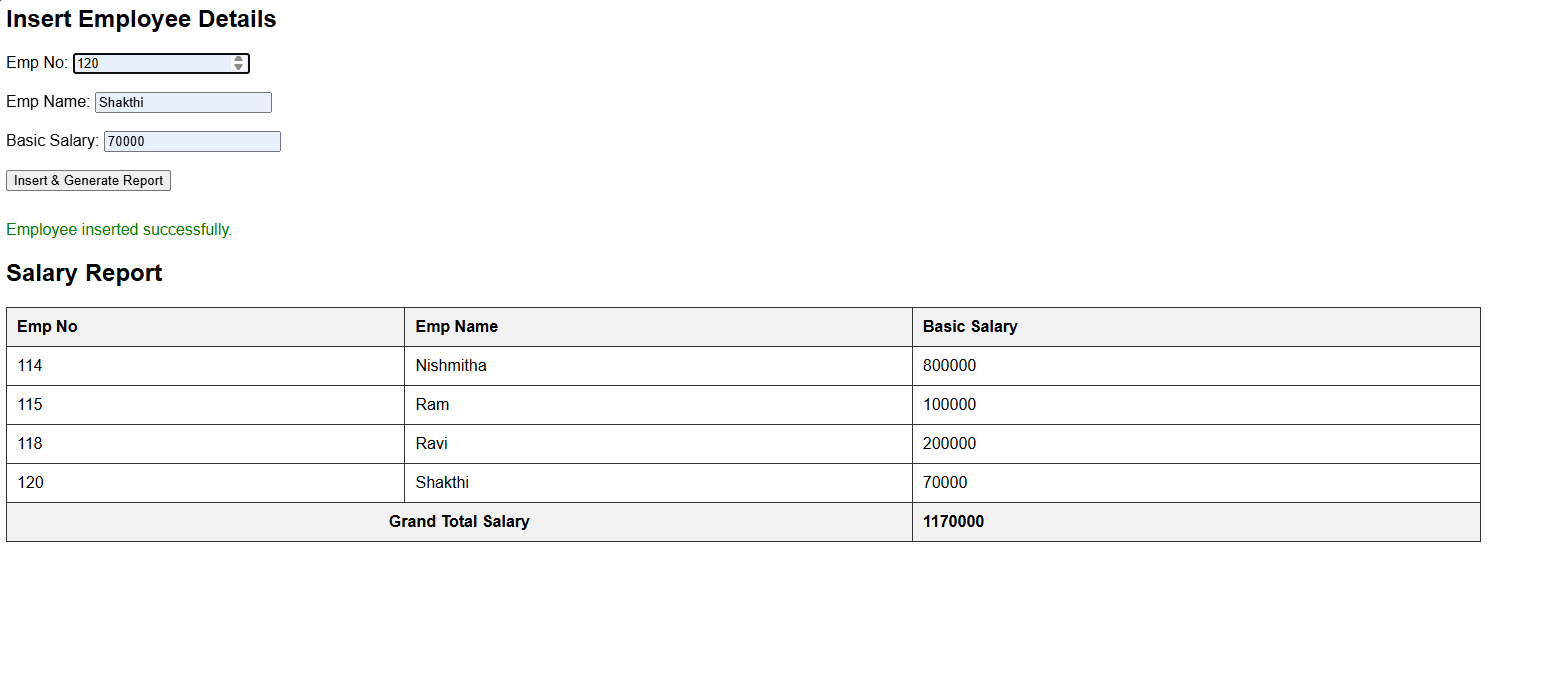 Insert Employee Details
Emp No: 120
Emp Name: Shakthi
Basic Salary: 70000
Insert & Generate Report
Employee inserted successfully.
Salary Report
Emp No Emp Name Basic Salary
114 Nishmitha 800000
115 Ram 100000
118 Ravi 200000
120 Shakthi 70000
Grand Total Salary 1170000